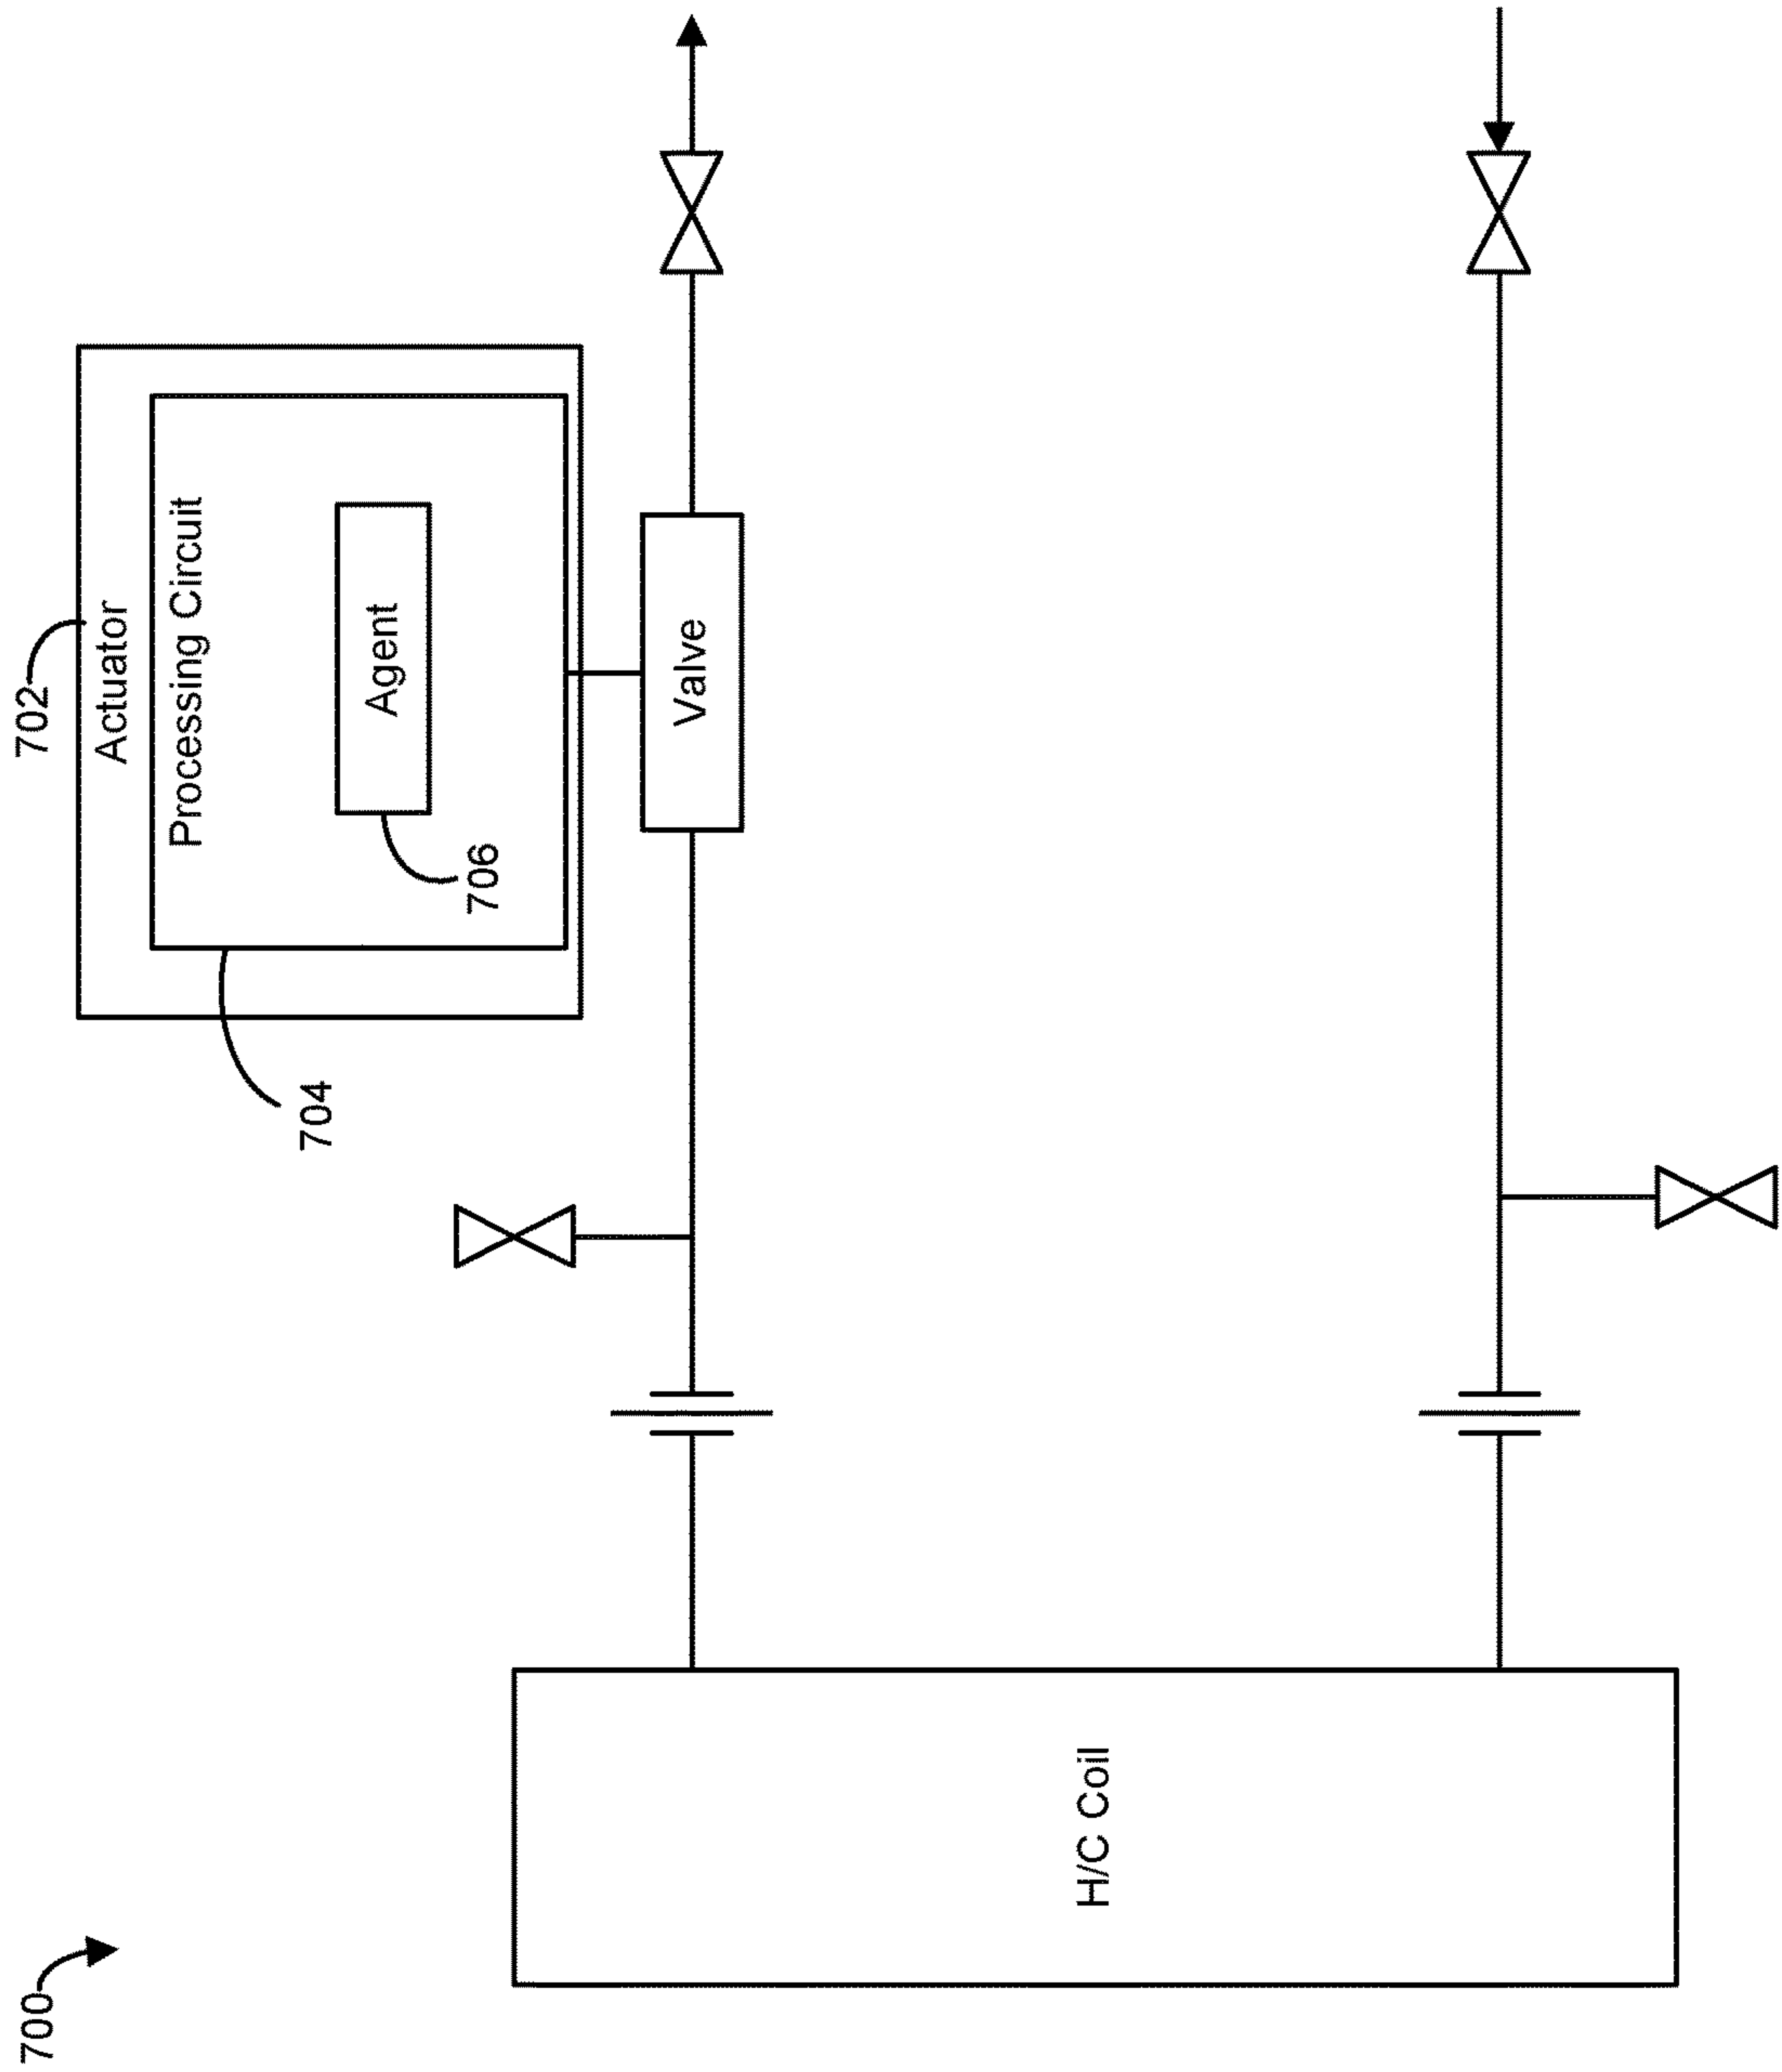 700
702
Actuator
Processing Circuit
704
Agent
706
Valve
H/C Coil